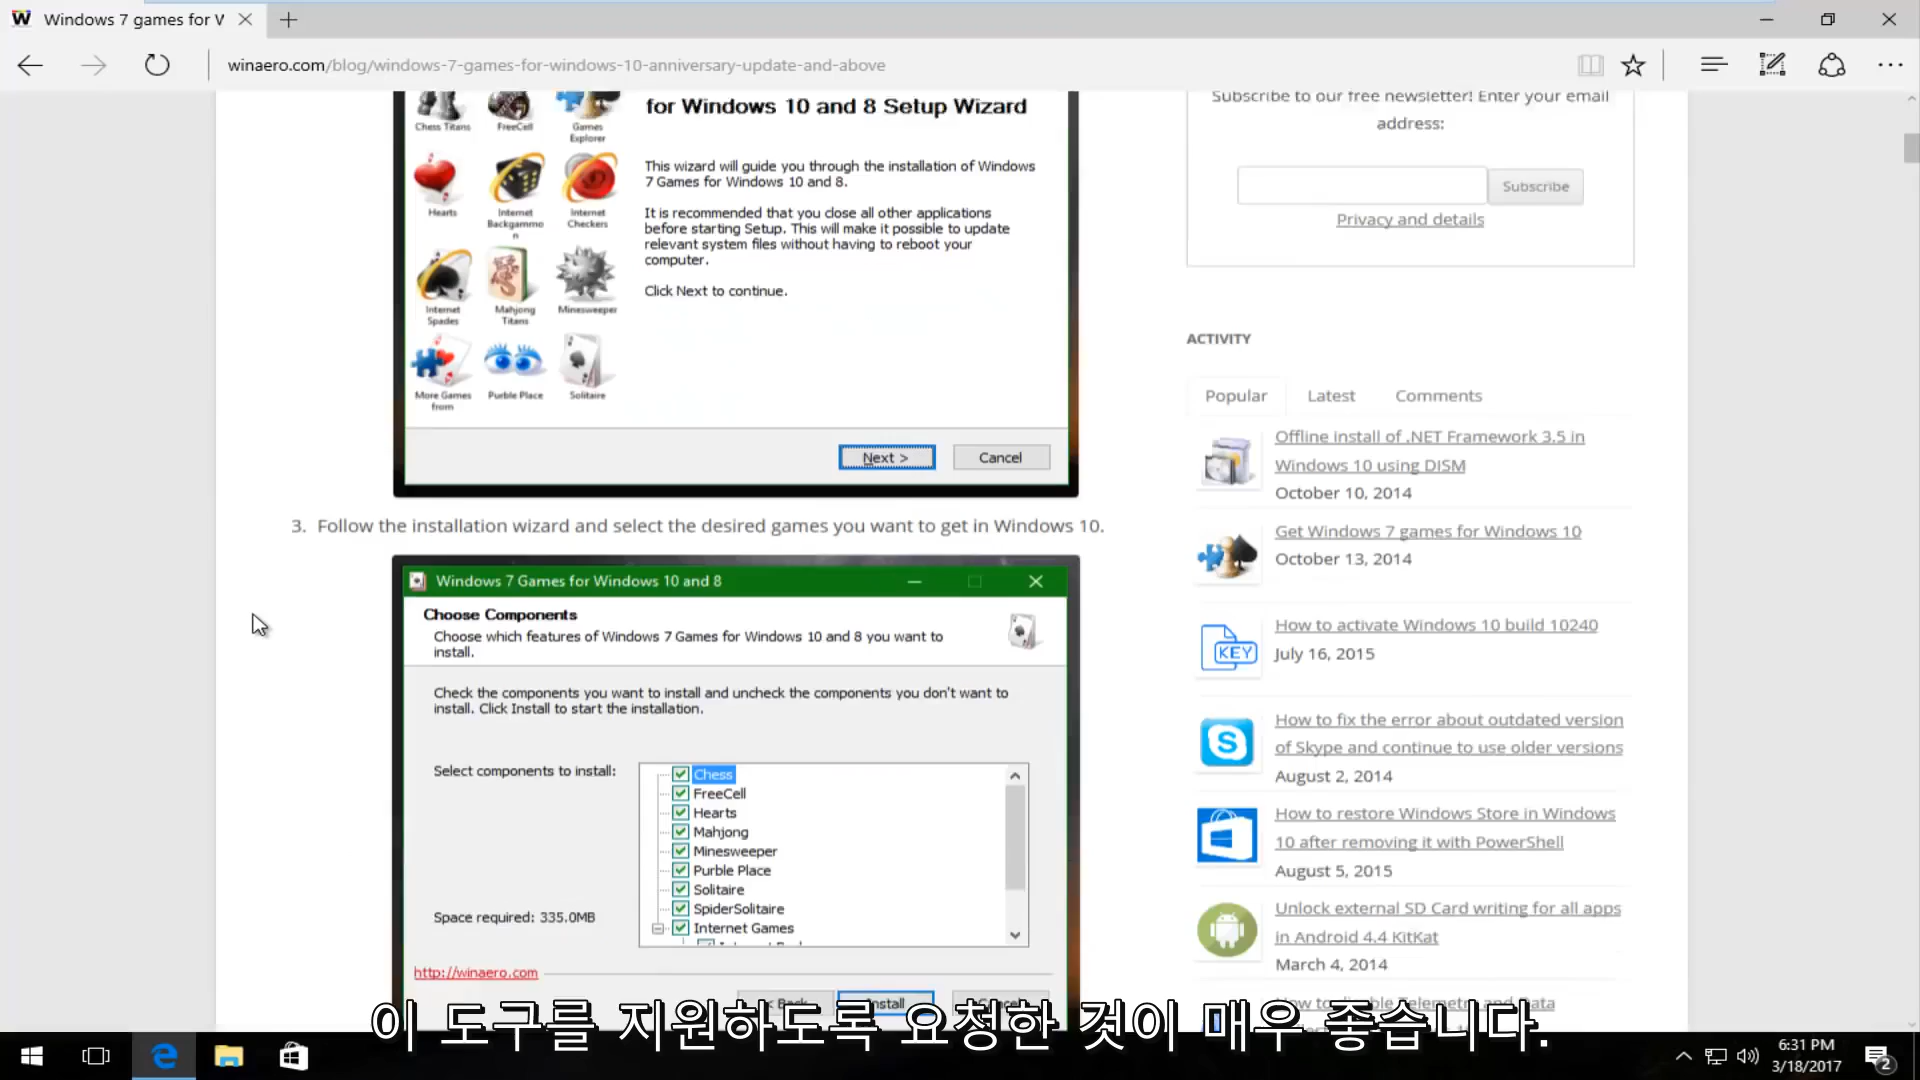 Windows 7 games for W
winaero.com/blog/windows-7-games-for-windows-10-anniversary-update-and-above
for Windows 10 and 8 Setup Wizard
Chess Titans
FreeCell
Games Explorer
Hearts
Internet Backgammo n
Internet Checkers
Internet Spades
Mahjong Titans
Minesweeper
More Games from
Purble Place
Solitaire
This wizard will guide you through the installation of Windows
7 Games for Windows 10 and 8.
It is recommended that you close all other applications
before starting Setup. This will make it possible to update
relevant system files without having to reboot your
computer.
Click Next to continue.
Next >
Cancel
3. Follow the installation wizard and select the desired games you want to get in Windows 10.
Windows 7 Games for Windows 10 and 8
Choose Components
Choose which features of Windows 7 Games for Windows 10 and 8 you want to
install.
Check the components you want to install and uncheck the components you don't want to
install. Click Install to start the installation.
Select components to install:
Chess
FreeCell
Hearts
Mahjong
Minesweeper
Purble Place
Solitaire
SpiderSolitaire
Internet Games
Space required: 335.0MB
http://winaero.com
< Back
Install
Subscribe to our free newsletter! Enter your email
address:
Subscribe
Privacy and details
ACTIVITY
Popular
Latest
Comments
Offline install of .NET Framework 3.5 in
Windows 10 using DISM
October 10, 2014
Get Windows 7 games for Windows 10
October 13, 2014
KEY
How to activate Windows 10 build 10240
July 16, 2015
How to fix the error about outdated version
of Skype and continue to use older versions
August 2, 2014
How to restore Windows Store in Windows
10 after removing it with PowerShell
August 5, 2015
Unlock external SD Card writing for all apps
in Android 4.4 KitKat
March 4, 2014
How to disable Telemetry and Data
이 도구를 지원하도록 요청한 것이 매우 좋습니다.
6:31 PM
3/18/2017
2